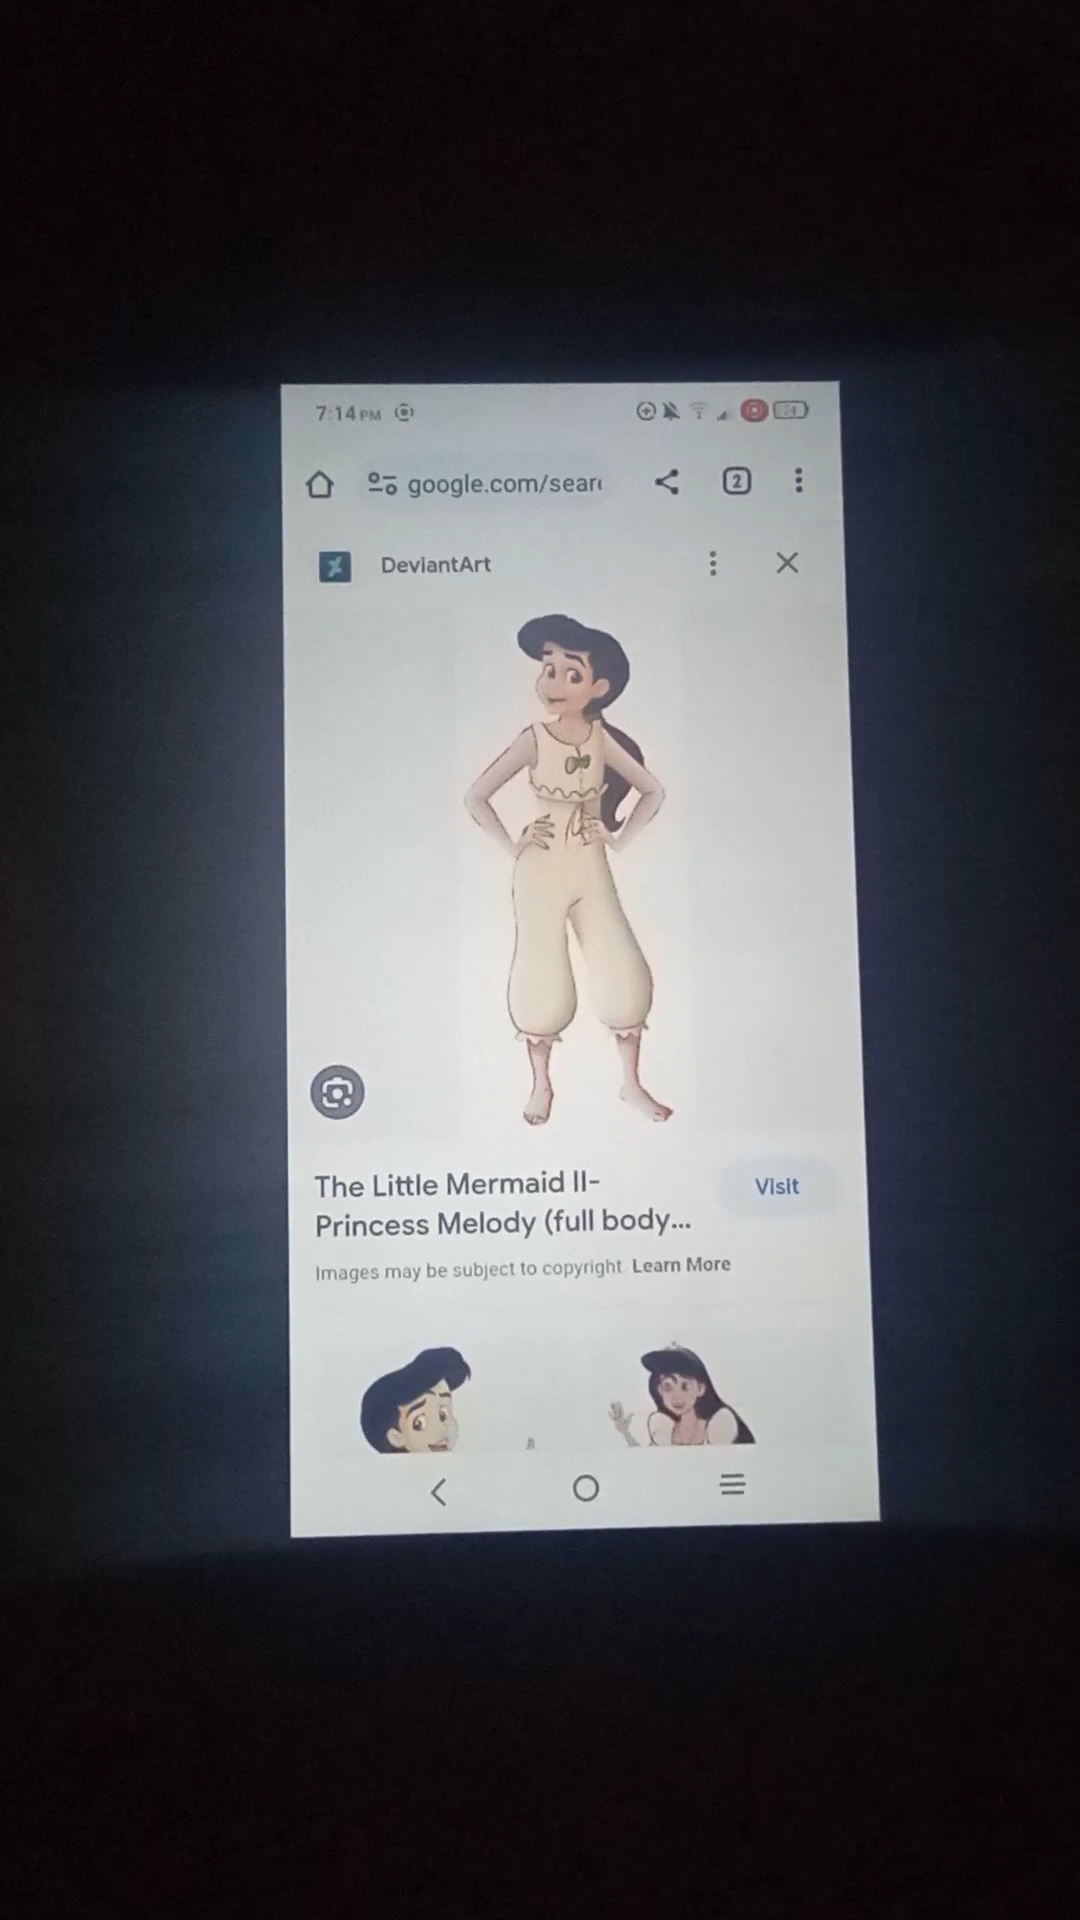 7:14 PM
24
google.com/sear
2
DeviantArt
The Little Mermaid II-
Princess Melody (full body...
Visit
Images may be subject to copyright. Learn More